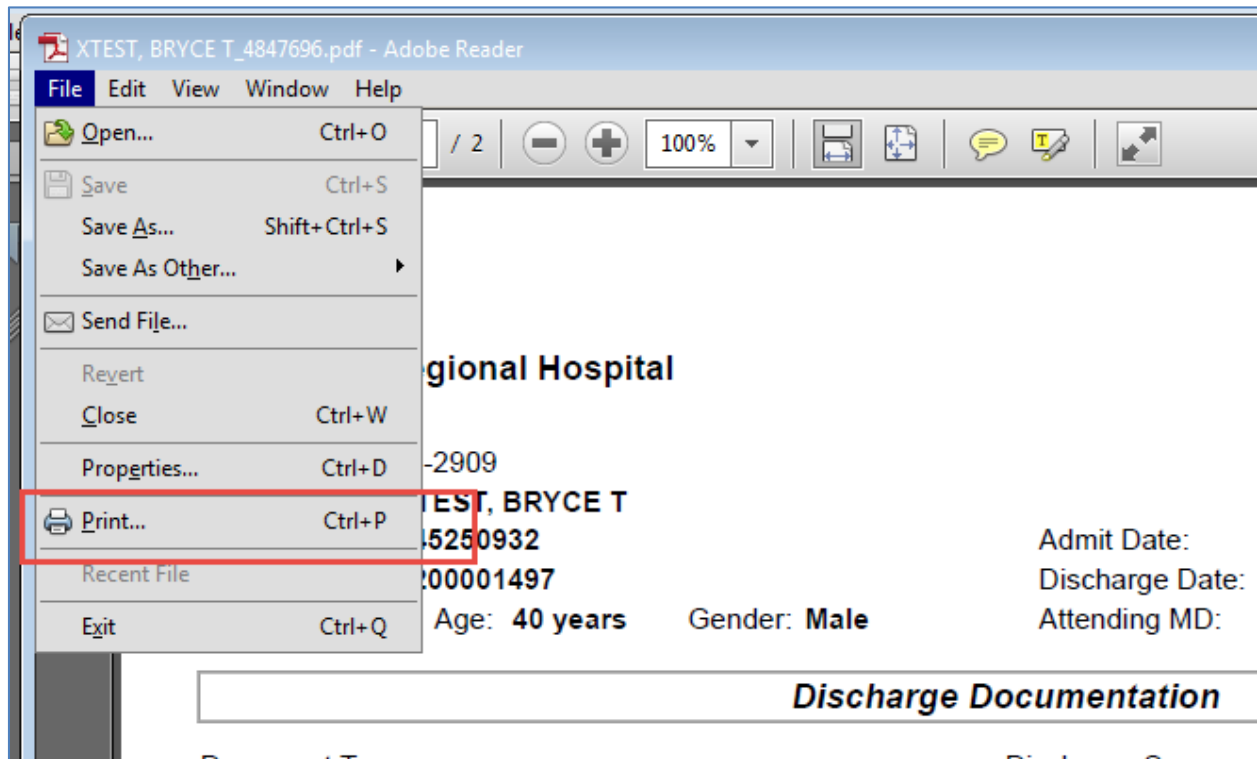 XTEST, BRYCE T_4847696.pdf - Adobe Reader
File Edit View Window Help
Open... Ctrl+O
/ 2 100%
Save Ctrl+S
Save As... Shift+Ctrl+S
Save As Other...
Send File...
Revert
Close Ctrl+W
Properties... Ctrl+D
Print... Ctrl+P
Recent File
Exit Ctrl+Q
gional Hospital
-2909
TEST, BRYCE T
45250932 Admit Date:
200001497 Discharge Date:
Age: 40 years Gender: Male Attending MD:
Discharge Documentation